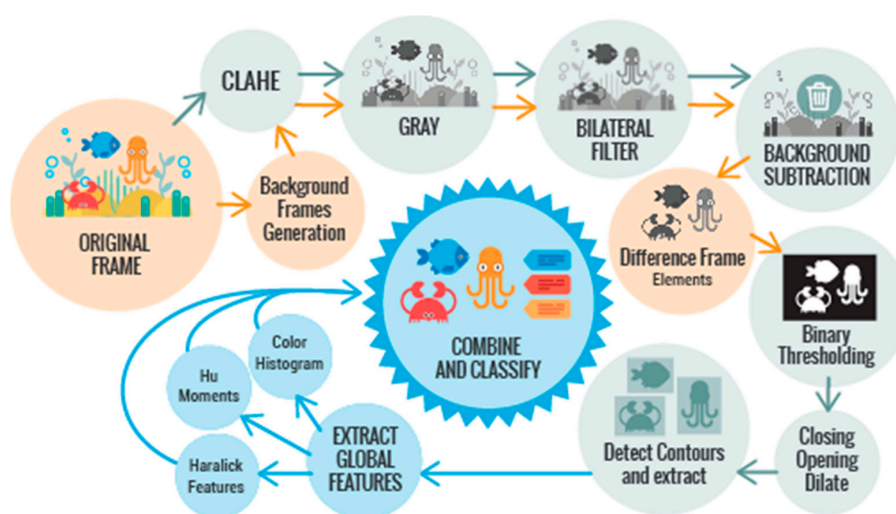 CLAHE
GRAY
BILATERAL
FILTER
BACKGROUND
SUBTRACTION
ORIGINAL
FRAME
Background
Frames
Generation
Difference Frame
Elements
Binary
Thresholding
COMBINE
AND CLASSIFY
Color
Histogram
Hu
Moments
Haralick
Features
EXTRACT
GLOBAL
FEATURES
Detect Contours
and extract
Closing
Opening
Dilate